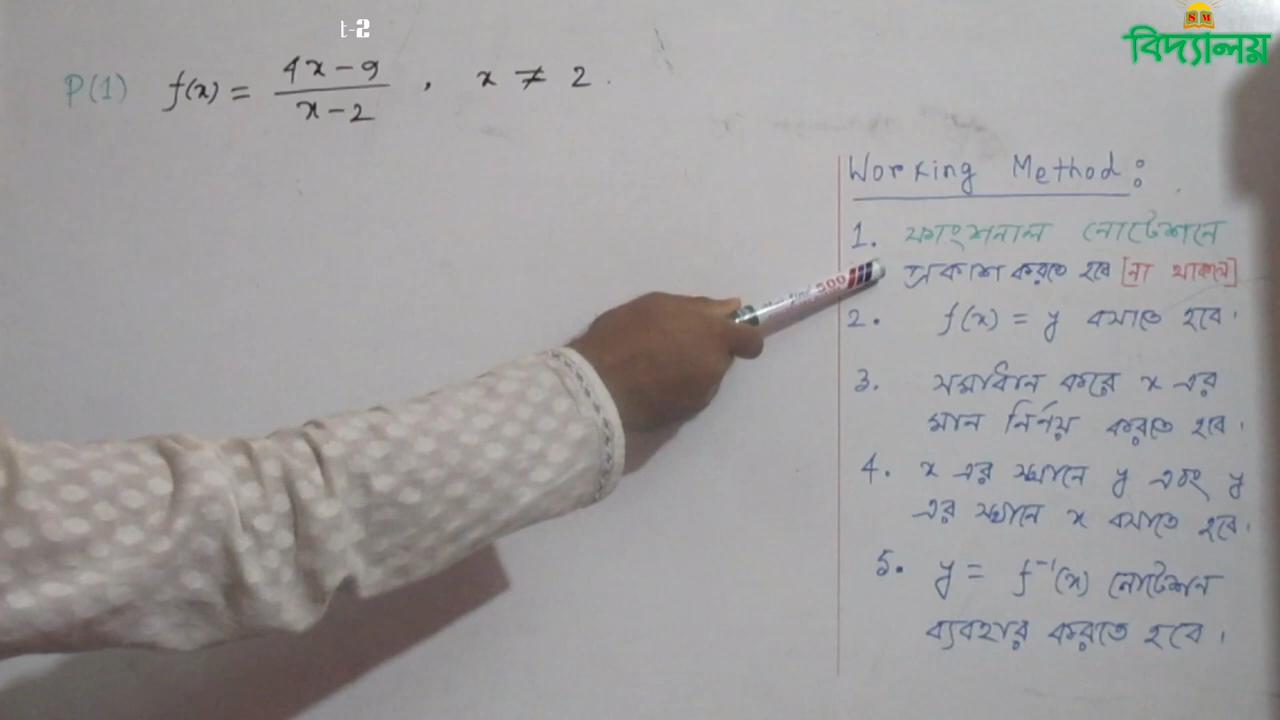 t-2
বিদ্যালয়
S M
P(1) f(x) = (4x-9)/(x-2) , x ≠ 2.
Working Method:
1. ফাংশনাল নোটেশনে
প্রকাশ করতে হবে [না থাকলে]
2. f(x) = y বসাতে হবে।
3. সমাধান করে x এর
মান নির্ণয় করতে হবে।
4. x এর স্থানে y এবং y
এর স্থানে x বসাতে হবে।
5. y = f⁻¹(x) নোটেশন
ব্যবহার করতে হবে।